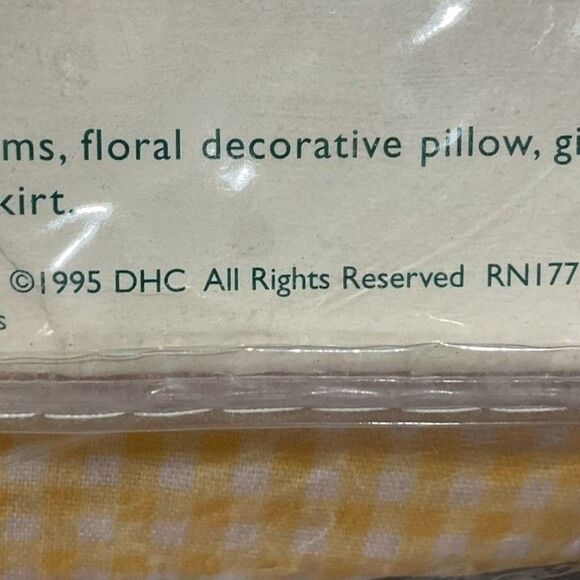 ms, floral decorative pillow, gi
kirt.
©1995 DHC All Rights Reserved RN177
s